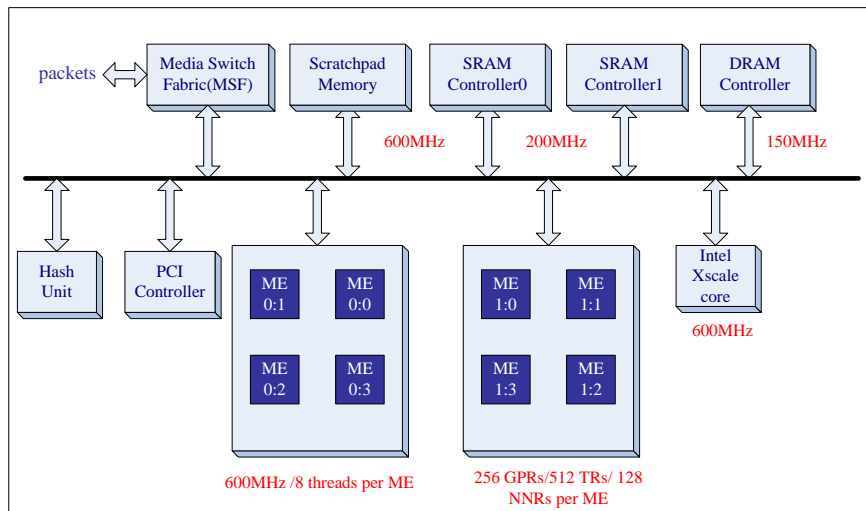 packets
Media Switch
Fabric(MSF)
Scratchpad
Memory
SRAM
Controller0
SRAM
Controller1
DRAM
Controller
600MHz
200MHz
150MHz
Hash
Unit
PCI
Controller
ME
0:1
ME
0:0
ME
0:2
ME
0:3
ME
1:0
ME
1:1
ME
1:3
ME
1:2
Intel
Xscale
core
600MHz
600MHz /8 threads per ME
256 GPRs/512 TRs/ 128
NNRs per ME